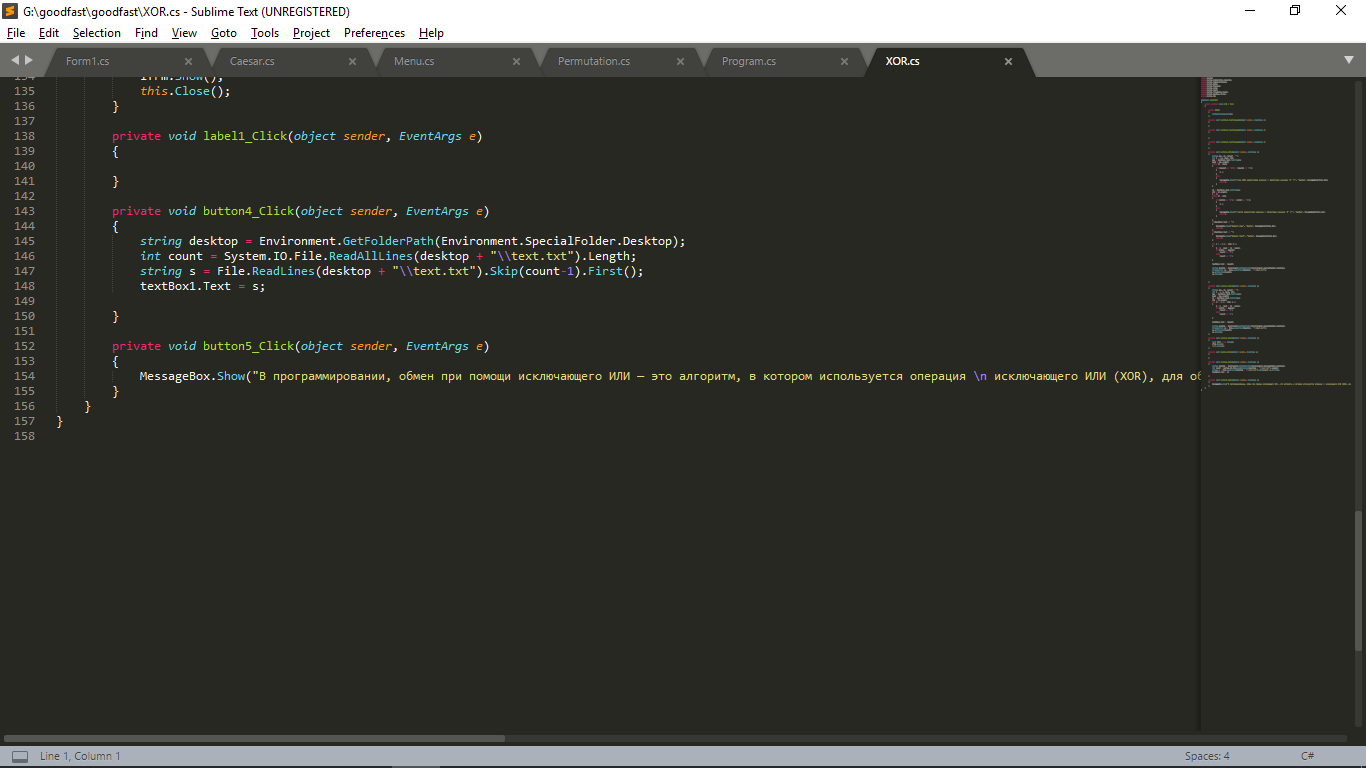 G:\goodfast\goodfast\XOR.cs - Sublime Text (UNREGISTERED)
File Edit Selection Find View Goto Tools Project Preferences Help
Form1.cs Caesar.cs Menu.cs Permutation.cs Program.cs XOR.cs
135 this.Close();
136 }
137
138 private void label1_Click(object sender, EventArgs e)
139 {
140
141 }
142
143 private void button4_Click(object sender, EventArgs e)
144 {
145 string desktop = Environment.GetFolderPath(Environment.SpecialFolder.Desktop);
146 int count = System.IO.File.ReadAllLines(desktop + "\\text.txt").Length;
147 string s = File.ReadLines(desktop + "\\text.txt").Skip(count-1).First();
148 textBox1.Text = s;
149
150 }
151
152 private void button5_Click(object sender, EventArgs e)
153 {
154 MessageBox.Show("В программировании, обмен при помощи исключающего ИЛИ — это алгоритм, в котором используется операция \n исключающего ИЛИ (XOR), для об
155 }
156 }
157 }
158
Line 1, Column 1 Spaces: 4 C#